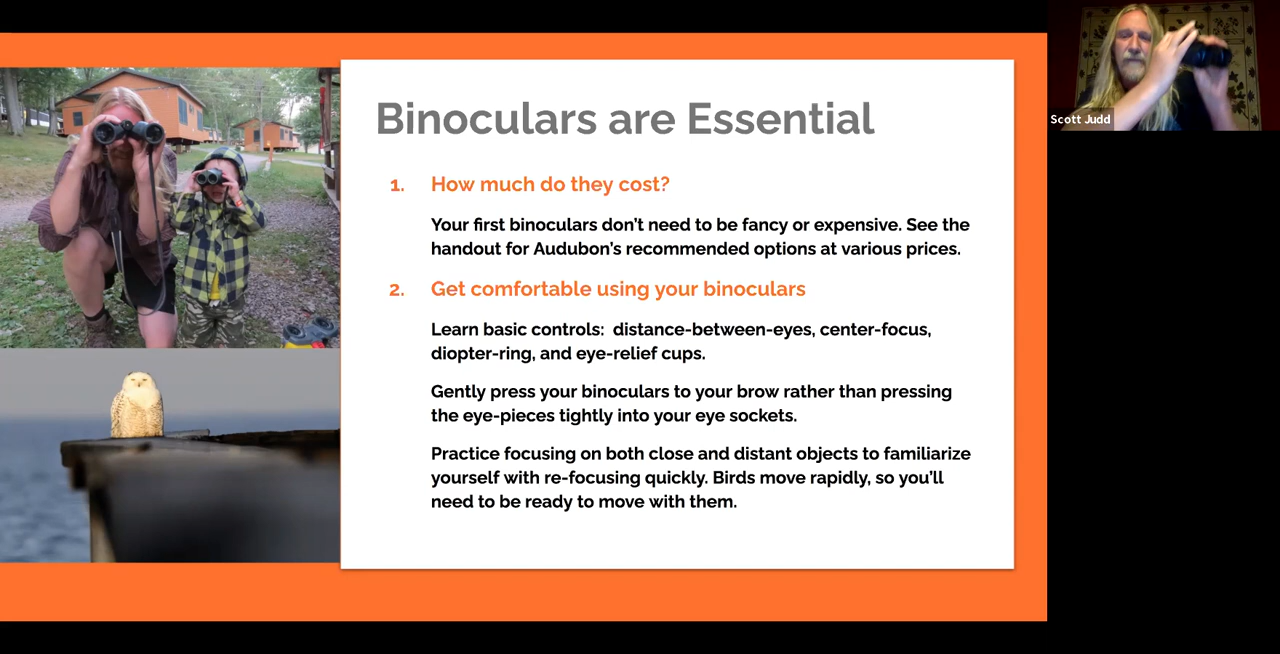 Binoculars are Essential
1. How much do they cost?
Your first binoculars don't need to be fancy or expensive. See the
handout for Audubon's recommended options at various prices.
2. Get comfortable using your binoculars
Learn basic controls:  distance-between-eyes, center-focus,
diopter-ring, and eye-relief cups.
Gently press your binoculars to your brow rather than pressing
the eye-pieces tightly into your eye sockets.
Practice focusing on both close and distant objects to familiarize
yourself with re-focusing quickly. Birds move rapidly, so you'll
need to be ready to move with them.
Scott Judd